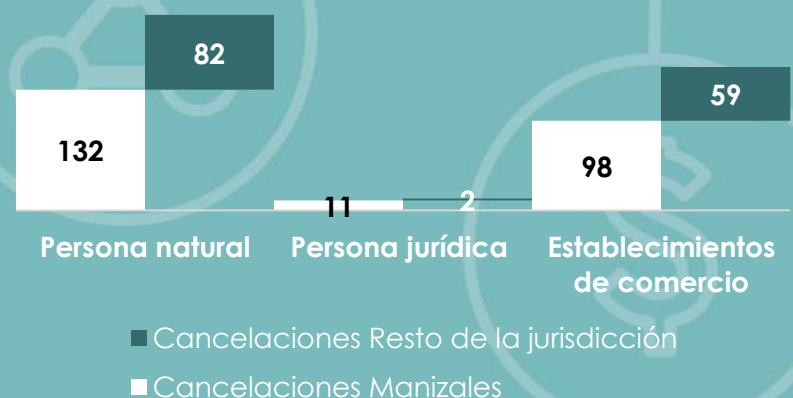 82
59
132
98
11
2
Persona natural
Persona jurídica
Establecimientos
de comercio
Cancelaciones Resto de la jurisdicción
Cancelaciones Manizales